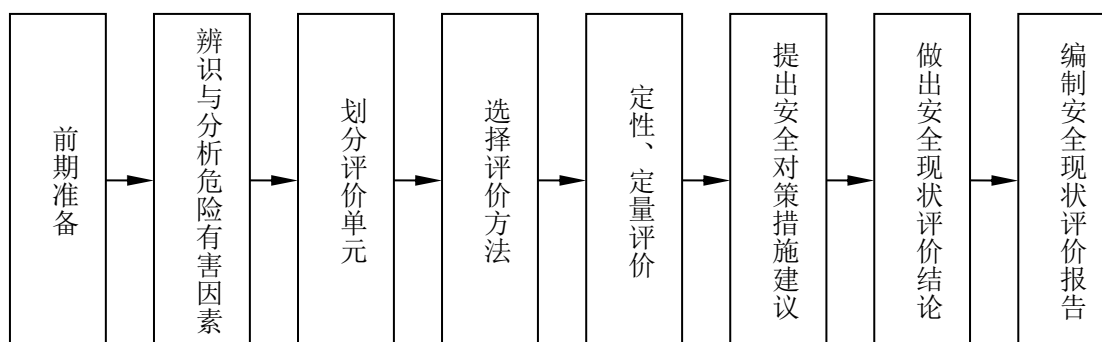 前期准备
辨识与分析危险有害因素
划分评价单元
选择评价方法
定性、定量评价
提出安全对策措施建议
做出安全现状评价结论
编制安全现状评价报告